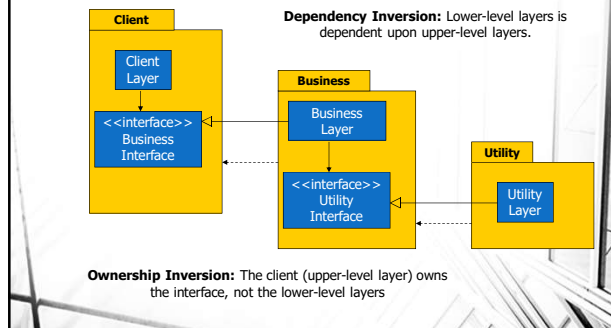 Client
Dependency Inversion: Lower-level layers is
dependent upon upper-level layers.
Client
Layer
Business
<<interface>>
Business
Interface
Business
Layer
Utility
<<interface>>
Utility
Interface
Utility
Layer
Ownership Inversion: The client (upper-level layer) owns
the interface, not the lower-level layers